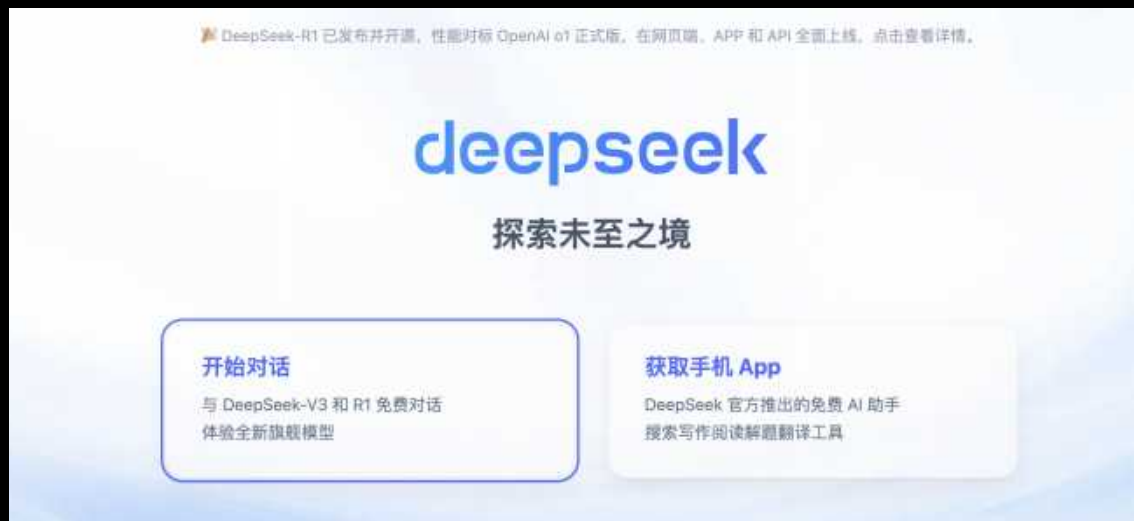 🎉 DeepSeek-R1 已发布并开源，性能对标 OpenAI o1 正式版，在网页端、APP 和 API 全面上线，点击查看详情。
deepseek
探索未至之境
开始对话
与 DeepSeek-V3 和 R1 免费对话
体验全新旗舰模型
获取手机 App
DeepSeek 官方推出的免费 AI 助手
搜索写作阅读解题翻译工具